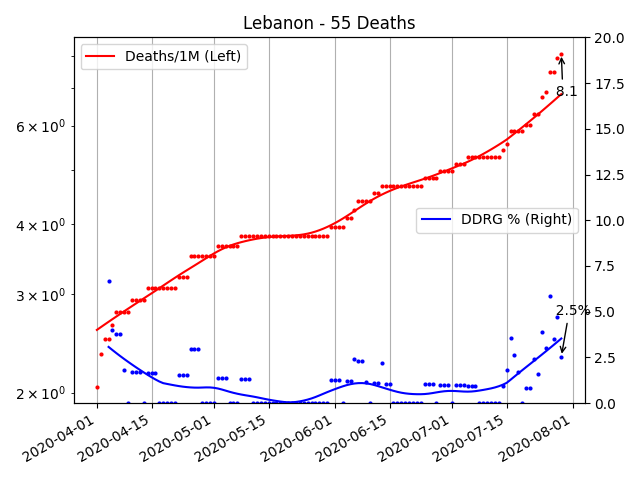 Lebanon - 55 Deaths
Deaths/1M (Left)
DDRG % (Right)
8.1
2.5%
6 × 10⁰
4 × 10⁰
3 × 10⁰
2 × 10⁰
20.0
17.5
15.0
12.5
10.0
7.5
5.0
2.5
0.0
2020-04-01
2020-04-15
2020-05-01
2020-05-15
2020-06-01
2020-06-15
2020-07-01
2020-07-15
2020-08-01